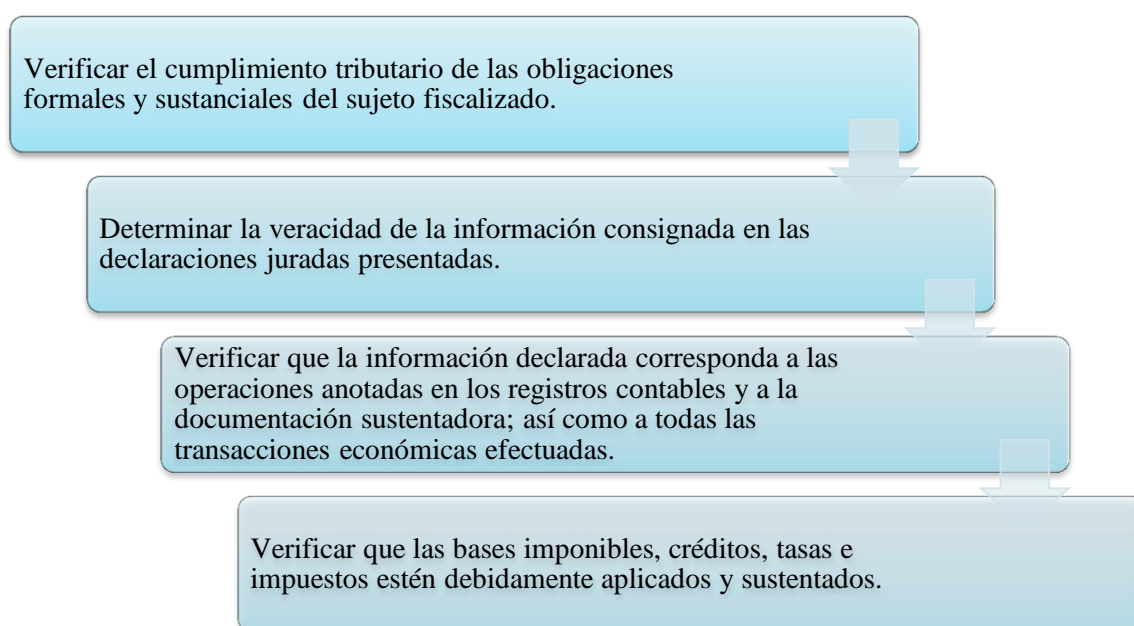 Verificar el cumplimiento tributario de las obligaciones
formales y sustanciales del sujeto fiscalizado.
Determinar la veracidad de la información consignada en las
declaraciones juradas presentadas.
Verificar que la información declarada corresponda a las
operaciones anotadas en los registros contables y a la
documentación sustentadora; así como a todas las
transacciones económicas efectuadas.
Verificar que las bases imponibles, créditos, tasas e
impuestos estén debidamente aplicados y sustentados.